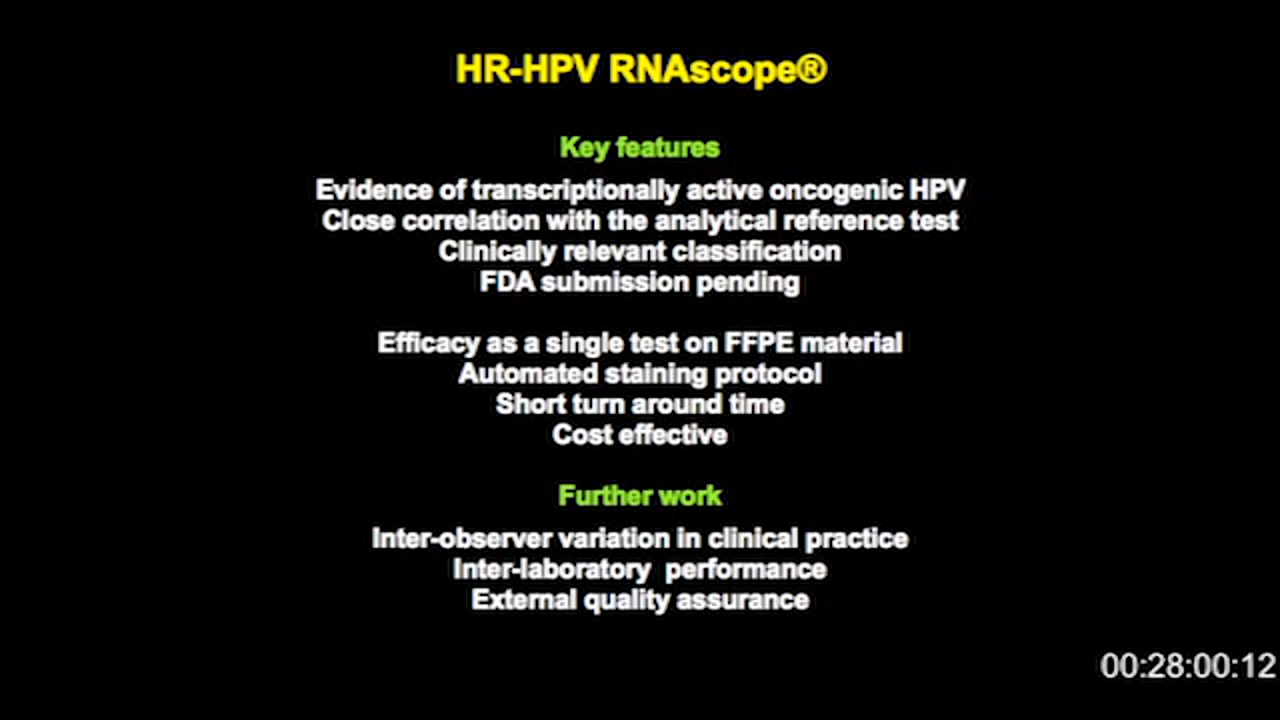 HR-HPV RNAscope®
Key features
Evidence of transcriptionally active oncogenic HPV
Close correlation with the analytical reference test
Clinically relevant classification
FDA submission pending
Efficacy as a single test on FFPE material
Automated staining protocol
Short turn around time
Cost effective
Further work
Inter-observer variation in clinical practice
Inter-laboratory  performance
External quality assurance
00:28:00:12